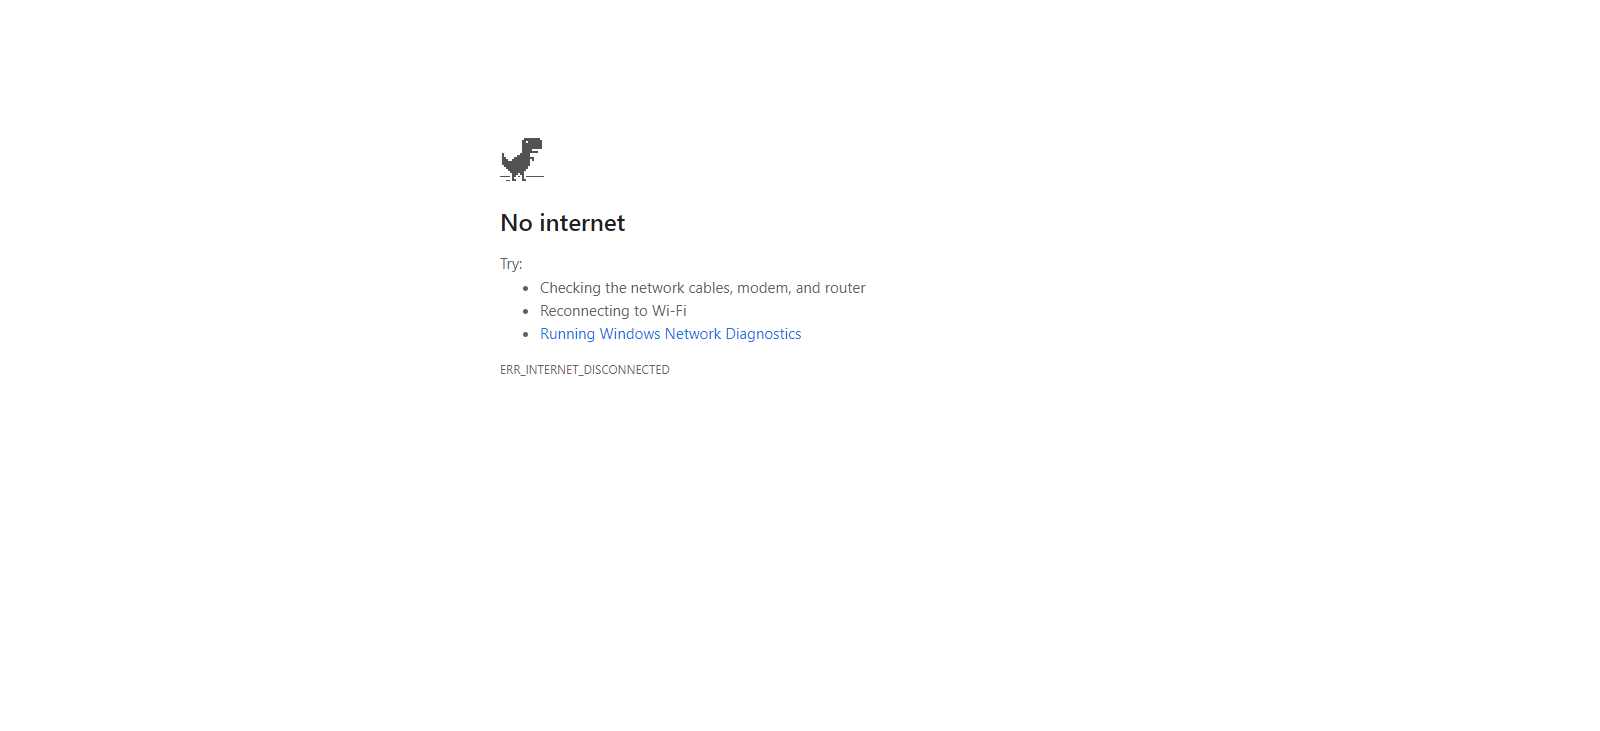 No internet
Try:
Checking the network cables, modem, and router
Reconnecting to Wi-Fi
Running Windows Network Diagnostics
ERR_INTERNET_DISCONNECTED